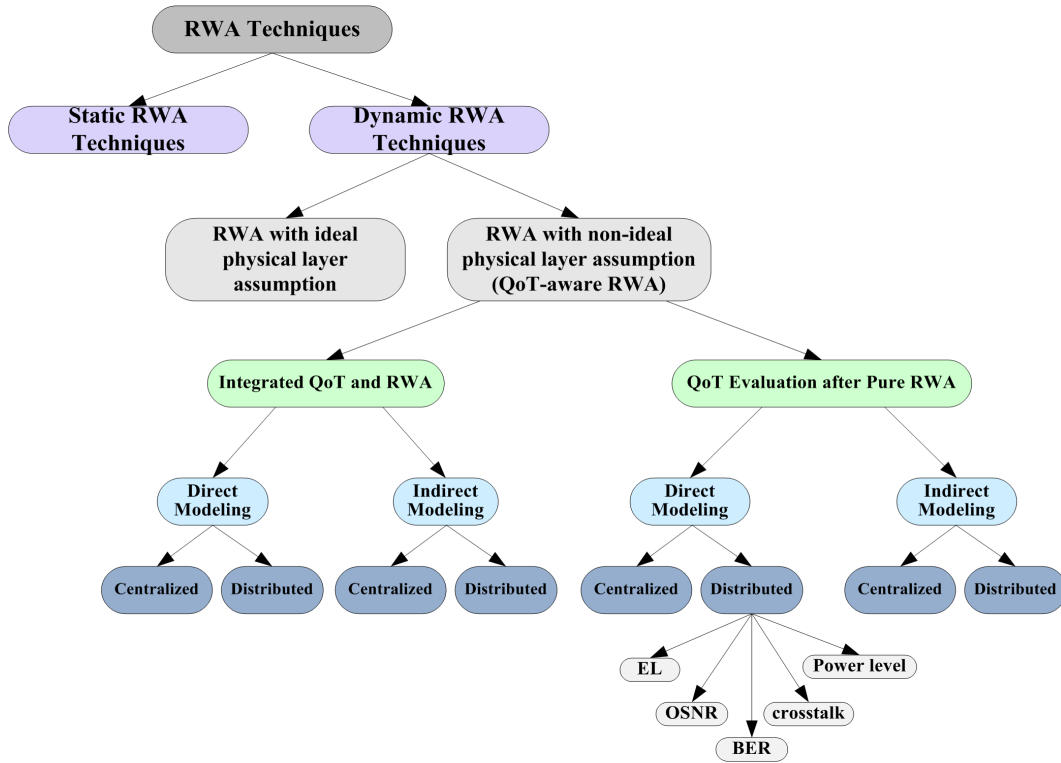 RWA Techniques
Static RWA
Techniques
Dynamic RWA
Techniques
RWA with ideal
physical layer
assumption
RWA with non-ideal
physical layer assumption
(QoT-aware RWA)
Integrated QoT and RWA
QoT Evaluation after Pure RWA
Direct
Modeling
Indirect
Modeling
Direct
Modeling
Indirect
Modeling
Centralized
Distributed
Centralized
Distributed
Centralized
Distributed
Centralized
Distributed
EL
Power level
OSNR
crosstalk
BER